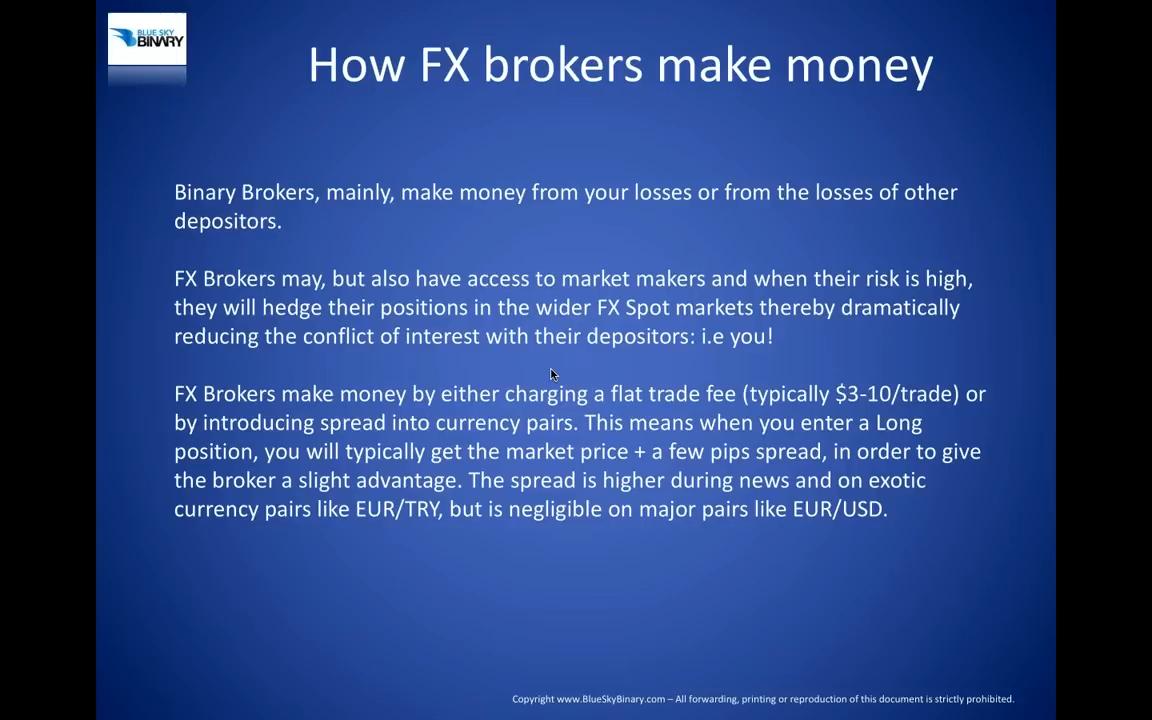 BLUE SKY
BINARY
How FX brokers make money
Binary Brokers, mainly, make money from your losses or from the losses of other
depositors.
FX Brokers may, but also have access to market makers and when their risk is high,
they will hedge their positions in the wider FX Spot markets thereby dramatically
reducing the conflict of interest with their depositors: i.e you!
FX Brokers make money by either charging a flat trade fee (typically $3-10/trade) or
by introducing spread into currency pairs. This means when you enter a Long
position, you will typically get the market price + a few pips spread, in order to give
the broker a slight advantage. The spread is higher during news and on exotic
currency pairs like EUR/TRY, but is negligible on major pairs like EUR/USD.
Copyright www.BlueSkyBinary.com – All forwarding, printing or reproduction of this document is strictly prohibited.